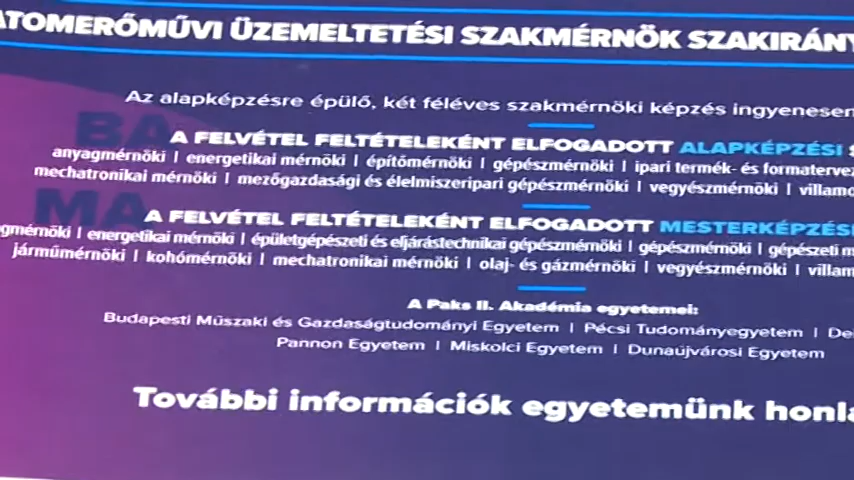 ATOMERŐMŰVI ÜZEMELTETÉSI SZAKMÉRNÖK SZAKIRÁNY
Az alapképzésre épülő, két féléves szakmérnöki képzés ingyenesen
BA
A FELVÉTEL FELTÉTELEKÉNT ELFOGADOTT ALAPKÉPZÉSI
anyagmérnöki | energetikai mérnöki | építőmérnöki | gépészmérnöki | ipari termék- és formatervez
mechatronikai mérnöki | mezőgazdasági és élelmiszeripari gépészmérnöki | vegyészmérnöki | villamo
MA
A FELVÉTEL FELTÉTELEKÉNT ELFOGADOTT MESTERKÉPZÉSI
gmérnöki | energetikai mérnöki | épületgépészeti és eljárástechnikai gépészmérnöki | gépészmérnöki | gépészeti m
járműmérnöki | kohómérnöki | mechatronikai mérnöki | olaj- és gázmérnöki | vegyészmérnöki | villam
A Paks II. Akadémia egyetemei:
Budapesti Műszaki és Gazdaságtudományi Egyetem | Pécsi Tudományegyetem | De
Pannon Egyetem | Miskolci Egyetem | Dunaújvárosi Egyetem
További információk egyetemünk honla